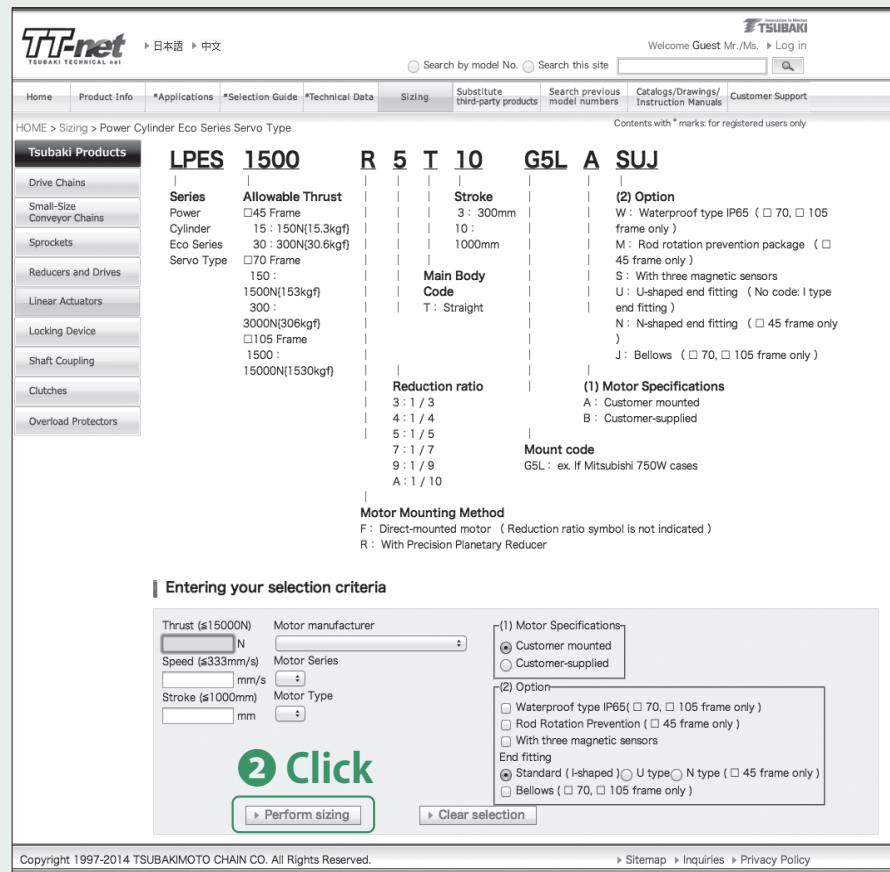 TT-net
TSUBAKI TECHNICAL net
日本語 中文
Innovation in Motion
TSUBAKI
Welcome Guest Mr./Ms. Log in
Search by model No. Search this site
Home Product Info *Applications *Selection Guide *Technical Data Sizing Substitute third-party products Search previous model numbers Catalogs/Drawings/ Instruction Manuals Customer Support
HOME > Sizing > Power Cylinder Eco Series Servo Type
Contents with * marks: for registered users only
Tsubaki Products
Drive Chains
Small-Size
Conveyor Chains
Sprockets
Reducers and Drives
Linear Actuators
Locking Device
Shaft Coupling
Clutches
Overload Protectors
LPES 1500 R 5 T 10 G5L A SUJ
Series
Power
Cylinder
Eco Series
Servo Type
Allowable Thrust
□45 Frame
15：150N{15.3kgf}
30：300N{30.6kgf}
□70 Frame
150：
1500N{153kgf}
300：
3000N{306kgf}
□105 Frame
1500：
15000N{1530kgf}
Stroke
3：300mm
10：
1000mm
Main Body
Code
T： Straight
(2) Option
W： Waterproof type IP65（ □ 70, □ 105
frame only ）
M： Rod rotation prevention package （ □
45 frame only ）
S： With three magnetic sensors
U： U-shaped end fitting （ No code: I type
end fitting ）
N： N-shaped end fitting （ □ 45 frame only
）
J： Bellows （ □ 70, □ 105 frame only ）
Reduction ratio
3：1 / 3
4：1 / 4
5：1 / 5
7：1 / 7
9：1 / 9
A：1 / 10
(1) Motor Specifications
A： Customer mounted
B： Customer-supplied
Mount code
G5L： ex. If Mitsubishi 750W cases
Motor Mounting Method
F： Direct-mounted motor （ Reduction ratio symbol is not indicated ）
R： With Precision Planetary Reducer
Entering your selection criteria
Thrust (≦15000N)
N
Speed (≦333mm/s)
mm/s
Stroke (≦1000mm)
mm
Motor manufacturer
Motor Series
Motor Type
(1) Motor Specifications
Customer mounted
Customer-supplied
(2) Option
Waterproof type IP65( □ 70, □ 105 frame only )
Rod Rotation Prevention ( □ 45 frame only )
With three magnetic sensors
End fitting
Standard ( I-shaped ) U type N type ( □ 45 frame only )
Bellows ( □ 70, □ 105 frame only )
2 Click
Perform sizing Clear selection
Copyright 1997-2014 TSUBAKIMOTO CHAIN CO. All Rights Reserved.
Sitemap Inquiries Privacy Policy